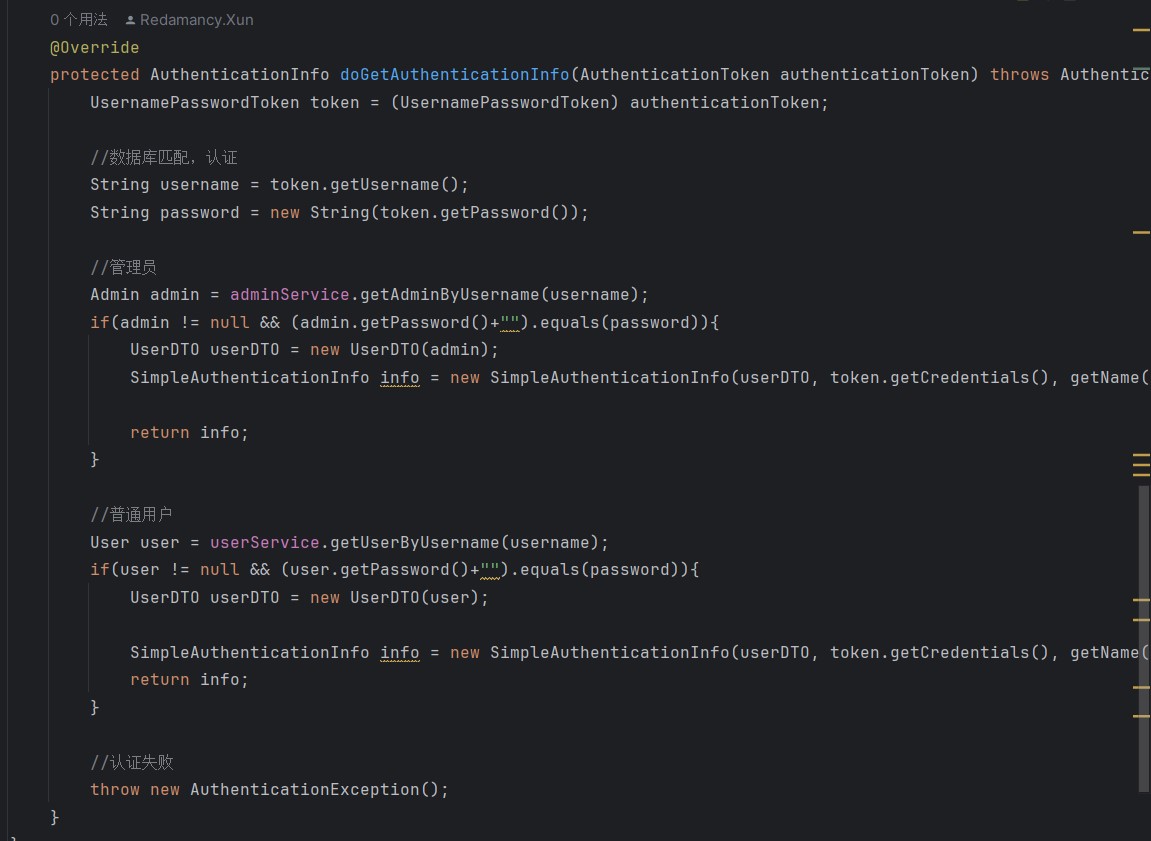 0 个用法 Redamancy.Xun
@Override
protected AuthenticationInfo doGetAuthenticationInfo(AuthenticationToken authenticationToken) throws Authentic
UsernamePasswordToken token = (UsernamePasswordToken) authenticationToken;
//数据库匹配，认证
String username = token.getUsername();
String password = new String(token.getPassword());
//管理员
Admin admin = adminService.getAdminByUsername(username);
if(admin != null && (admin.getPassword()+"").equals(password)){
UserDTO userDTO = new UserDTO(admin);
SimpleAuthenticationInfo info = new SimpleAuthenticationInfo(userDTO, token.getCredentials(), getName(
return info;
}
//普通用户
User user = userService.getUserByUsername(username);
if(user != null && (user.getPassword()+"").equals(password)){
UserDTO userDTO = new UserDTO(user);
SimpleAuthenticationInfo info = new SimpleAuthenticationInfo(userDTO, token.getCredentials(), getName(
return info;
}
//认证失败
throw new AuthenticationException();
}